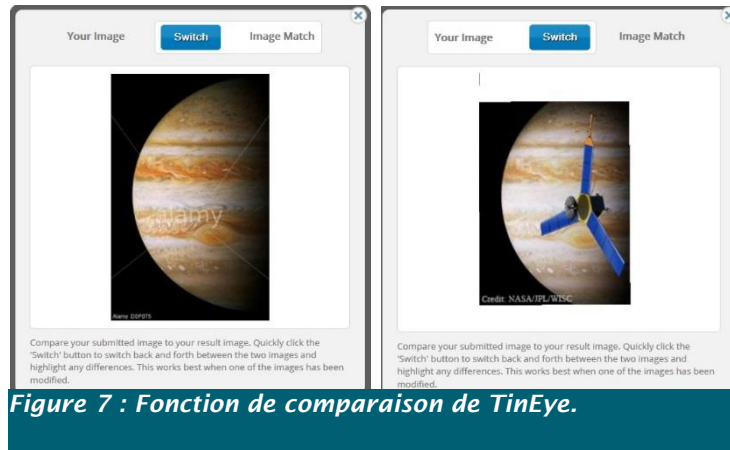 Your Image Switch Image Match
alamy
Alamy D3F075
Compare your submitted image to your result image. Quickly click the
'Switch' button to switch back and forth between the two images and
highlight any differences. This works best when one of the images has been
modified.
Your Image Switch Image Match
Credit: NASA/JPL/WISC
Compare your submitted image to your result image. Quickly click the
'Switch' button to switch back and forth between the two images and
highlight any differences. This works best when one of the images has been
modified.
Figure 7 : Fonction de comparaison de TinEye.